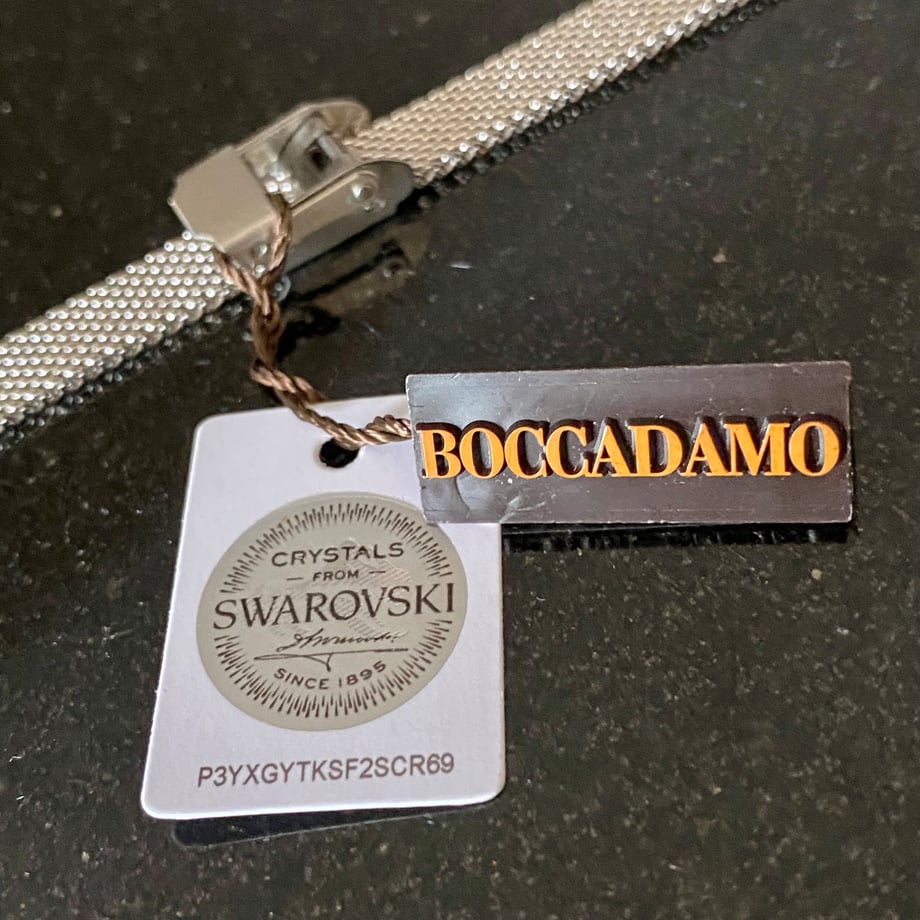 BOCCADAMO
CRYSTALS
FROM
SWAROVSKI
SINCE 1895
P3YXGYTKSF2SCR69